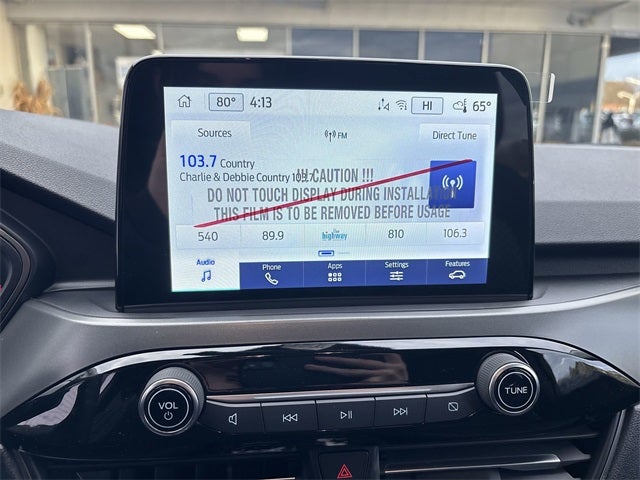 80° 4:13 HI 65°
Sources FM Direct Tune
103.7 Country
Charlie & Debbie Country 103.7
!!! CAUTION !!!
DO NOT TOUCH DISPLAY DURING INSTALLATION
THIS FILM IS TO BE REMOVED BEFORE USAGE
540 89.9 the highway 810 106.3
Audio Phone Apps Settings Features
VOL TUNE